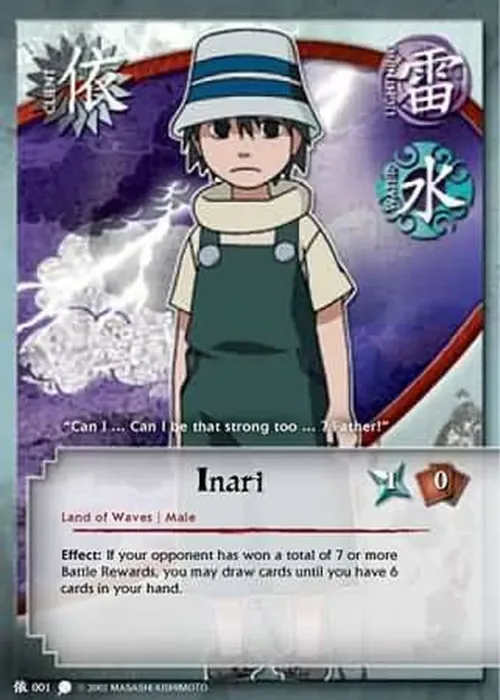 依
CLIENT
雷
LIGHTNING
水
WATER
"Can I ... Can I be that strong too ... ? Father!"
Inari
1 0
Land of Waves | Male
Effect: If your opponent has won a total of 7 or more
Battle Rewards, you may draw cards until you have 6
cards in your hand.
依 001 © 2002 MASASHI KISHIMOTO